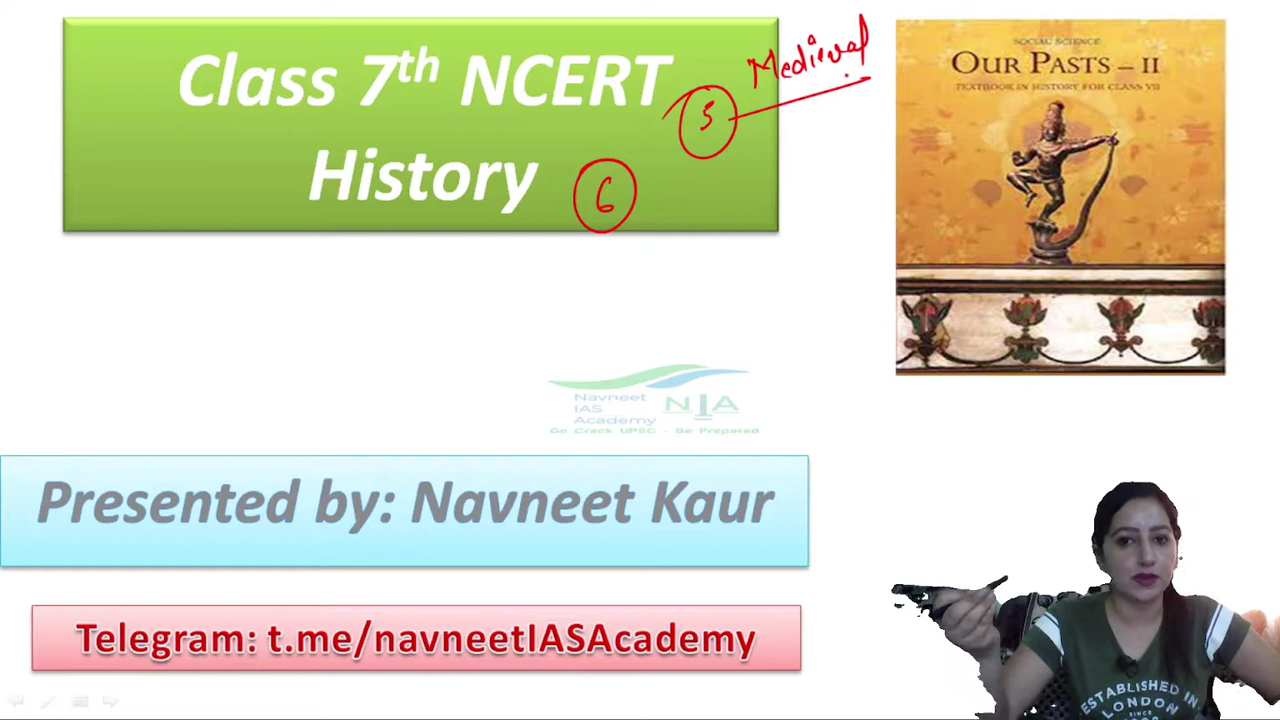 Class 7th NCERT
History
5
Medieval
6
SOCIAL SCIENCE
OUR PASTS – II
TEXTBOOK IN HISTORY FOR CLASS VII
Navneet
IAS
Academy
NIA
Go Crack UPSC - Be Prepared
Presented by: Navneet Kaur
Telegram: t.me/navneetIASAcademy
ESTABLISHED IN
LONDON
SINCE